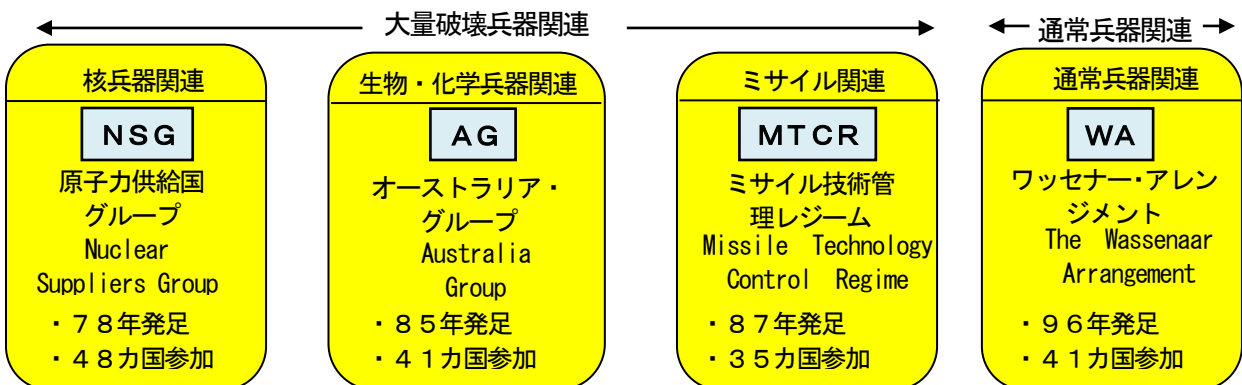 大量破壊兵器関連
通常兵器関連
核兵器関連
NSG
原子力供給国
グループ
Nuclear
Suppliers Group
・78年発足
・48カ国参加
生物・化学兵器関連
AG
オーストラリア・
グループ
Australia
Group
・85年発足
・41カ国参加
ミサイル関連
MTCR
ミサイル技術管
理レジーム
Missile Technology
Control Regime
・87年発足
・35カ国参加
通常兵器関連
WA
ワッセナー・アレン
ジメント
The Wassenaar
Arrangement
・96年発足
・41カ国参加